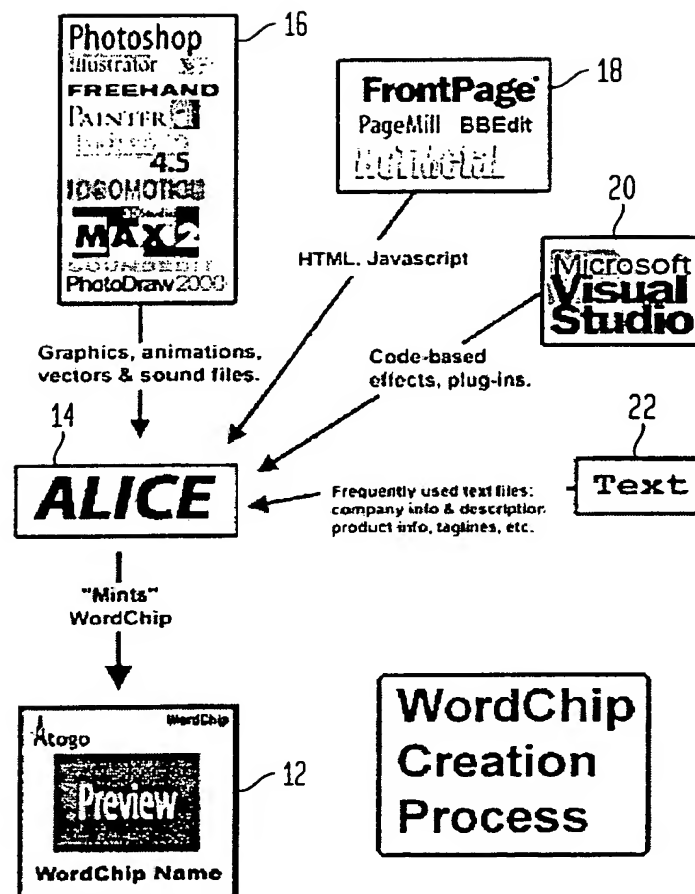 16
Photoshop
Illustrator
FREEHAND
PAINTER
4.5
MAX 2
SOUNDEDIT
PhotoDraw 2000
18
FrontPage
PageMill BBEdit
HoTMetaL
20
Microsoft
Visual
Studio
HTML, Javascript
Graphics, animations,
vectors & sound files.
Code-based
effects, plug-ins.
14
ALICE
22
Text
Frequently used text files:
company info & description,
product info, taglines, etc.
"Mints"
WordChip
12
Atogo
WordChip
Preview
WordChip Name
WordChip
Creation
Process